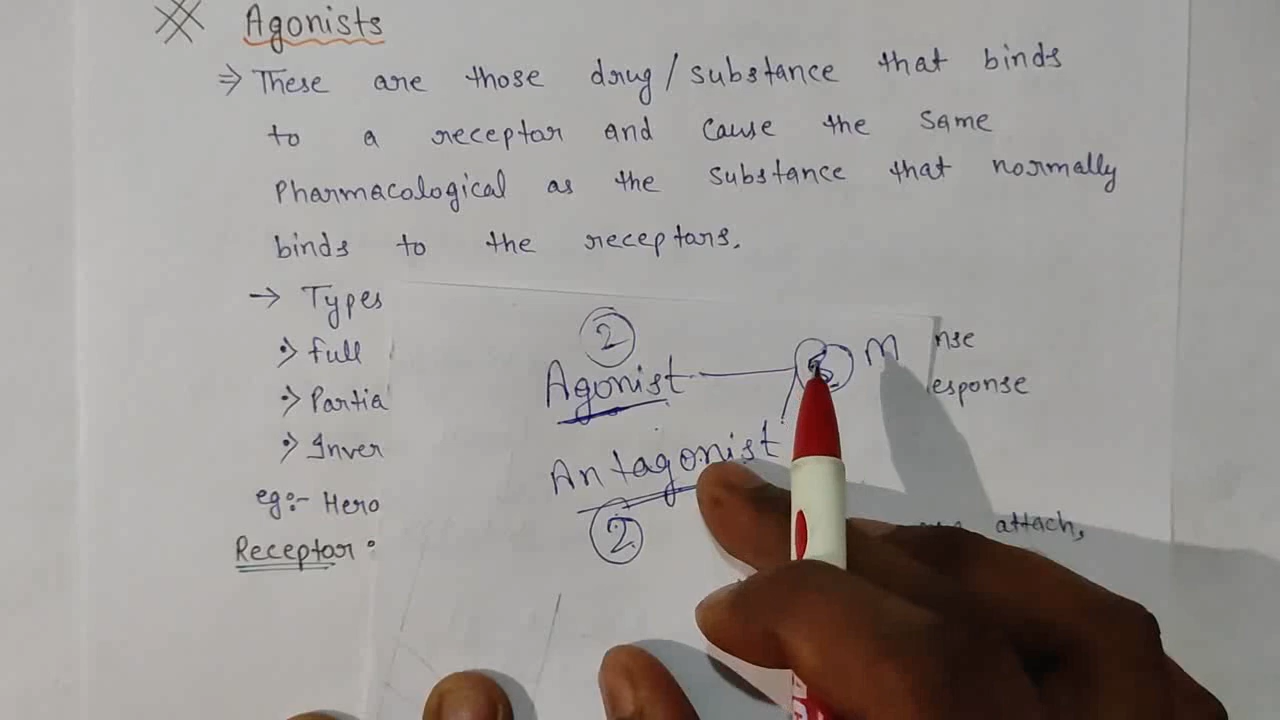 Agonists
⇒ These are those drug/substance that binds
to a receptor and cause the same
Pharmacological as the substance that normally
binds to the receptors.
→ Types
full
Partia
Inver
eg:- Hero
Receptor:
nse
esponse
attach,
2
Agonist M
Antagonist
2